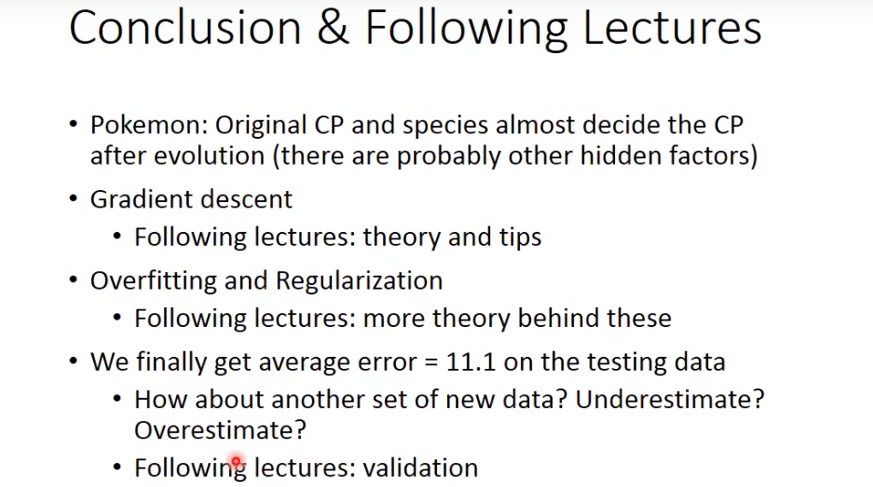 Conclusion & Following Lectures
• Pokemon: Original CP and species almost decide the CP
after evolution (there are probably other hidden factors)
• Gradient descent
• Following lectures: theory and tips
• Overfitting and Regularization
• Following lectures: more theory behind these
• We finally get average error = 11.1 on the testing data
• How about another set of new data? Underestimate?
Overestimate?
• Following lectures: validation